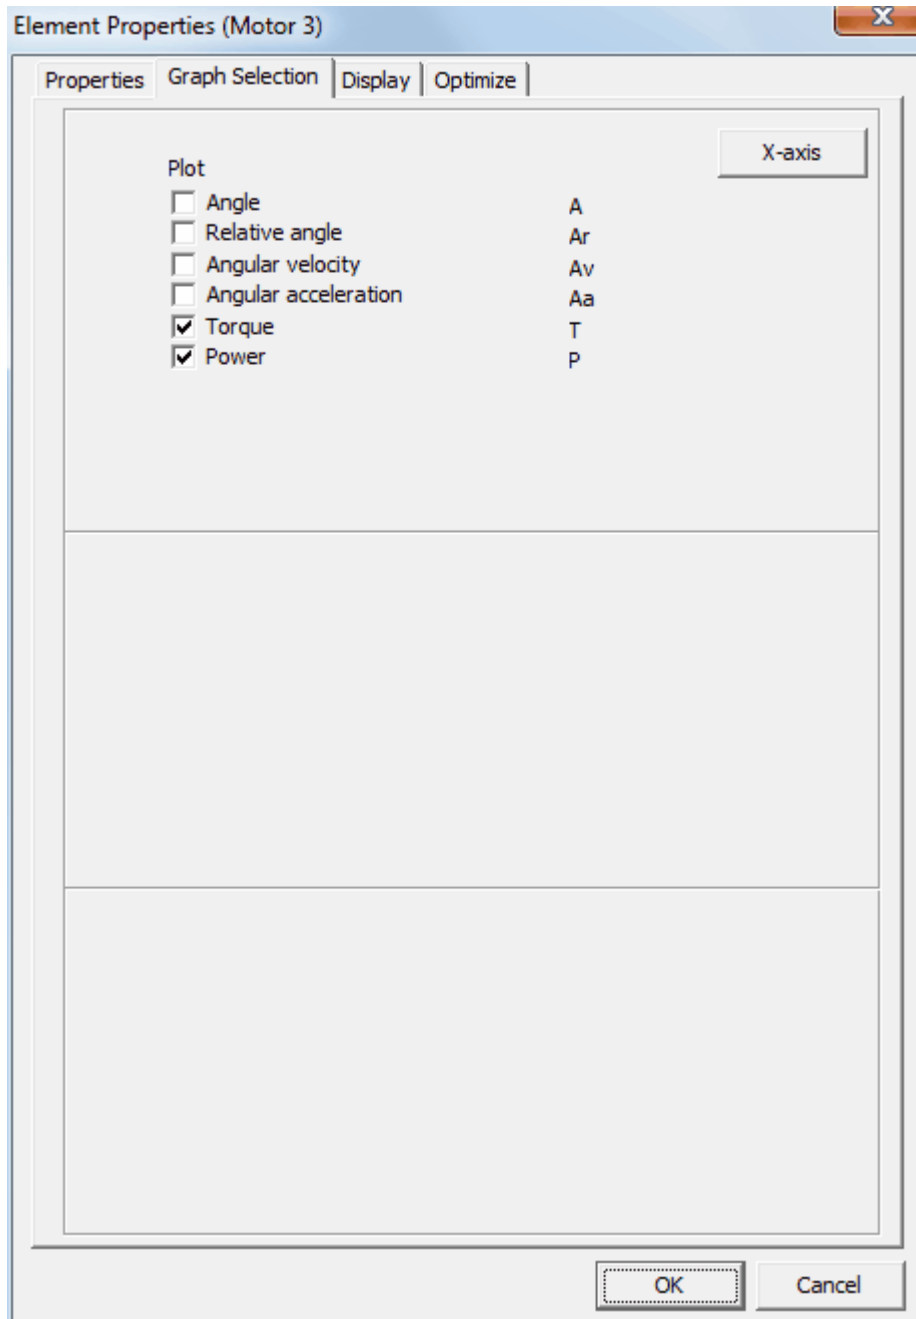 Element Properties (Motor 3)
Properties Graph Selection Display Optimize
X-axis
Plot
Angle A
Relative angle Ar
Angular velocity Av
Angular acceleration Aa
Torque T
Power P
OK Cancel